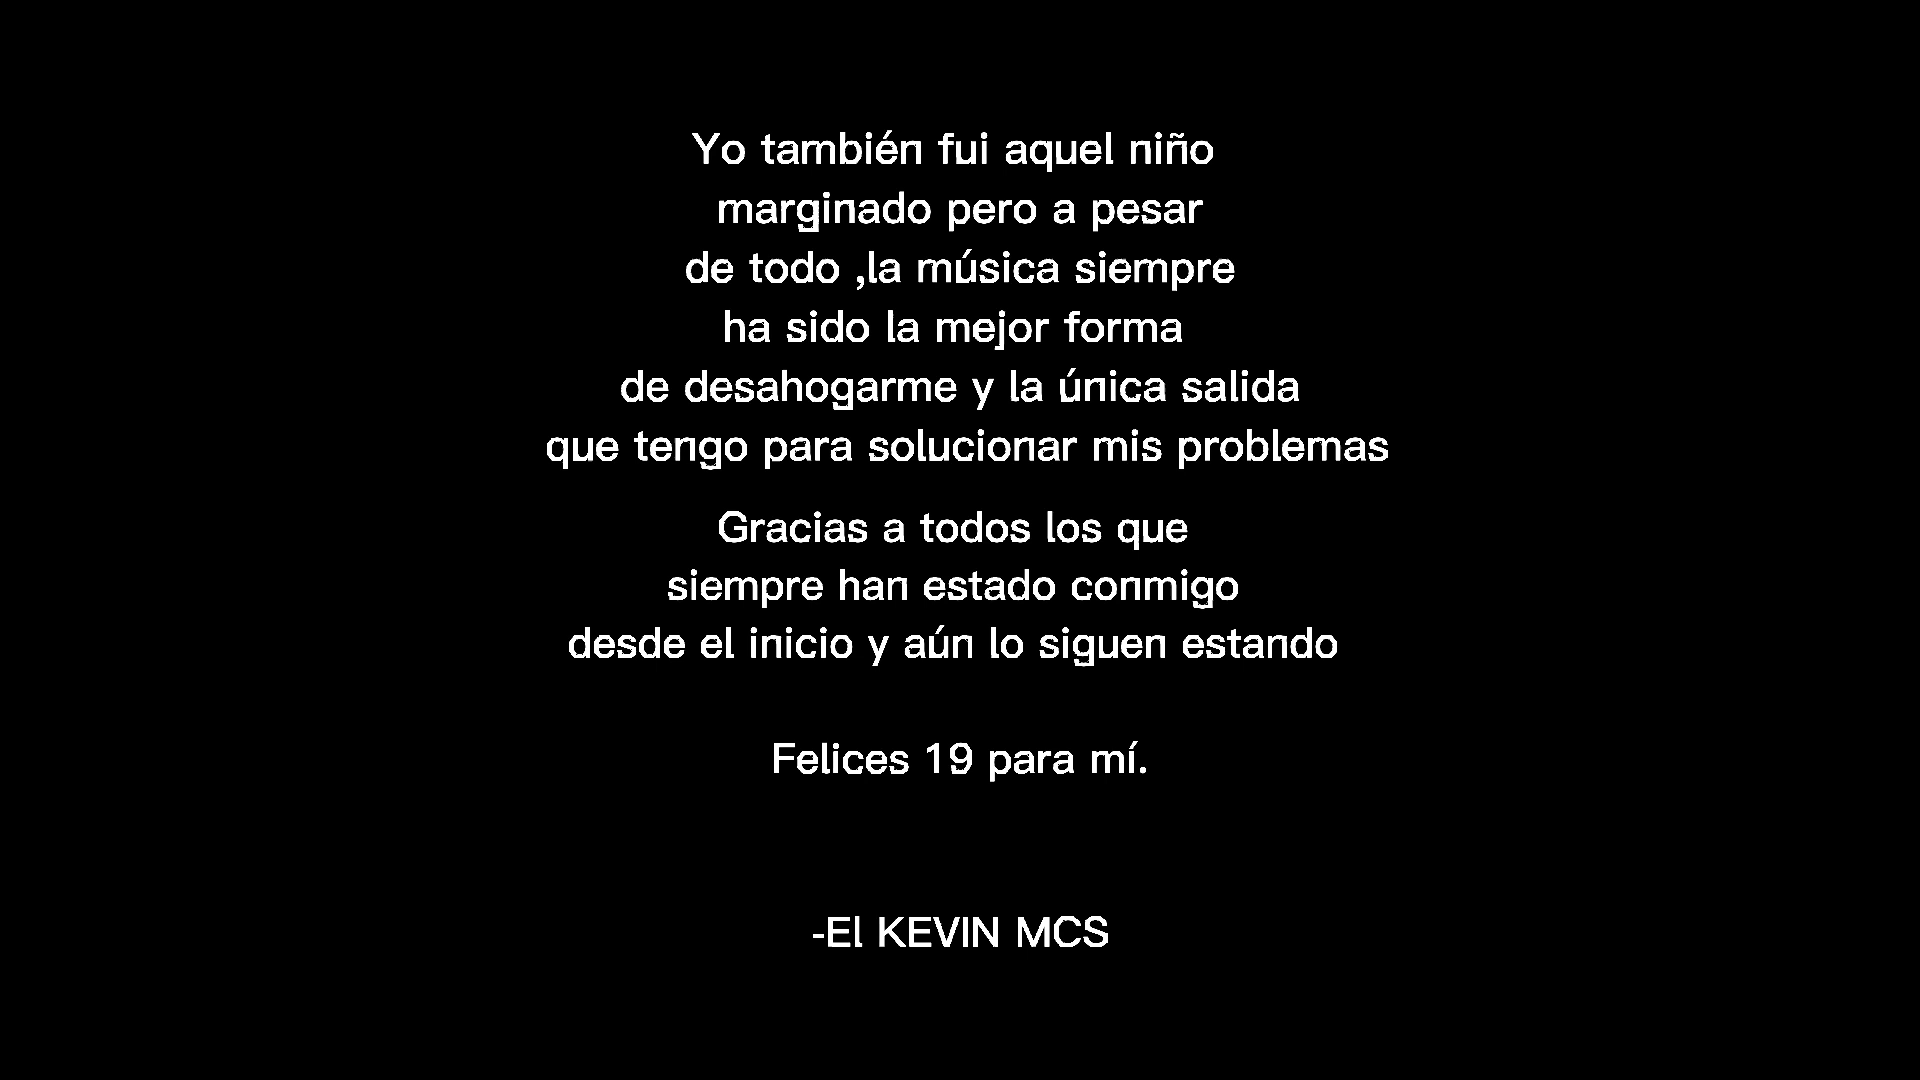 Yo también fui aquel niño
marginado pero a pesar
de todo ,la música siempre
ha sido la mejor forma
de desahogarme y la única salida
que tengo para solucionar mis problemas
Gracias a todos los que
siempre han estado conmigo
desde el inicio y aún lo siguen estando
Felices 19 para mí.
-El KEVIN MCS